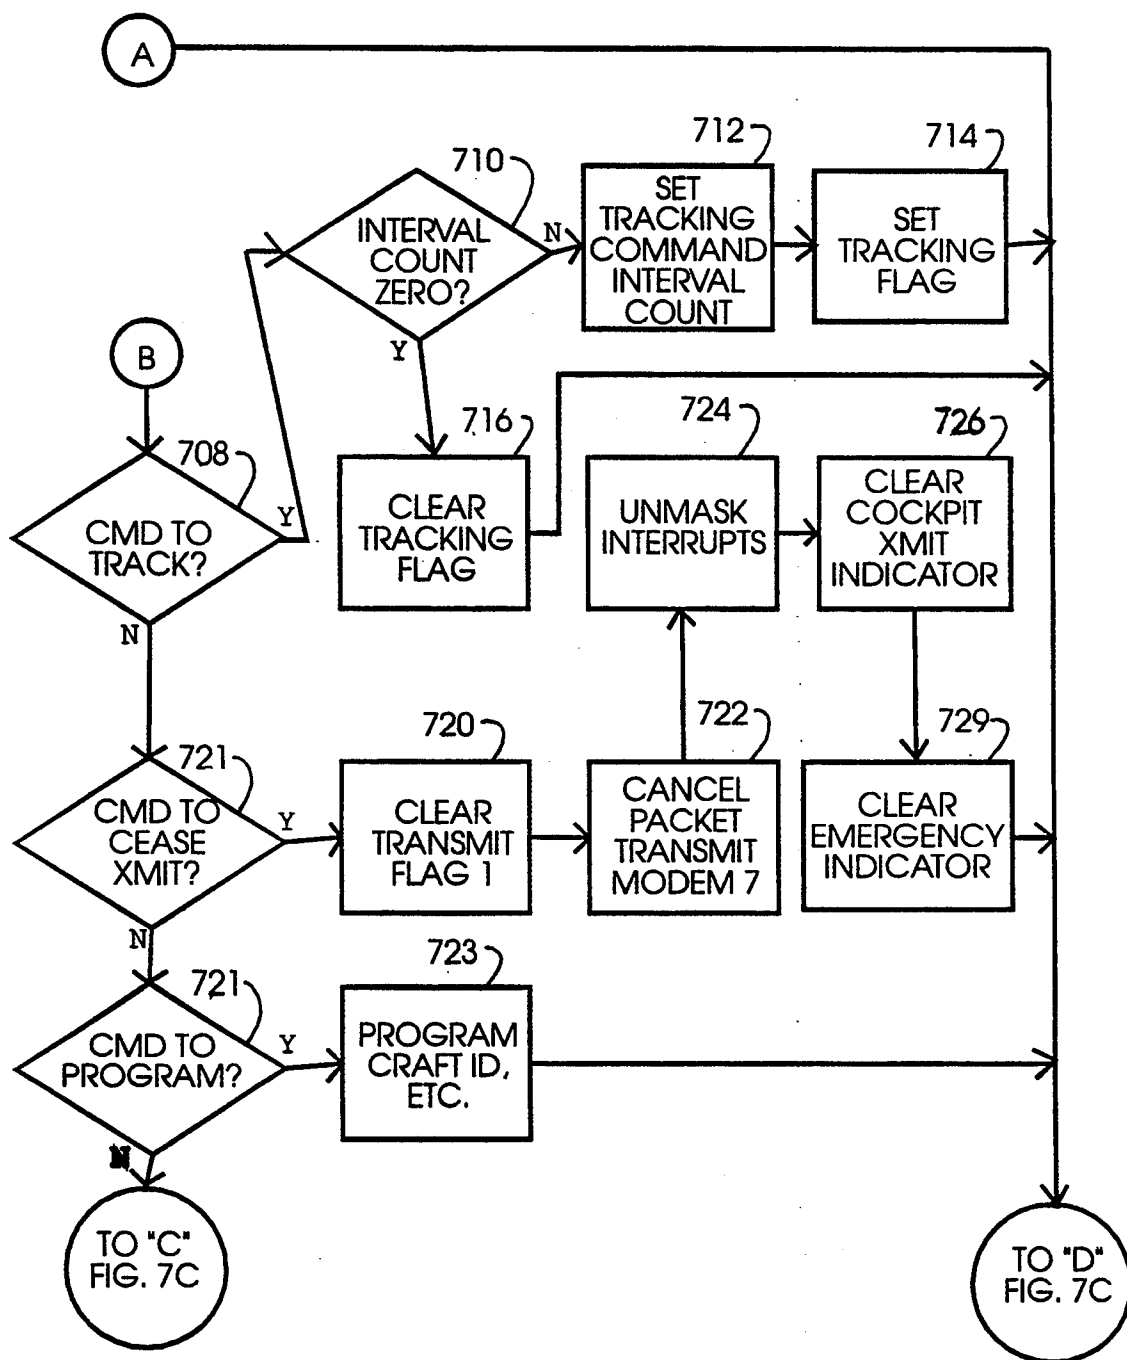 A
710
INTERVAL
COUNT
ZERO?
N
Y
712
SET
TRACKING
COMMAND
INTERVAL
COUNT
714
SET
TRACKING
FLAG
B
708
CMD TO
TRACK?
Y
N
716
CLEAR
TRACKING
FLAG
724
UNMASK
INTERRUPTS
726
CLEAR
COCKPIT
XMIT
INDICATOR
721
CMD TO
CEASE
XMIT?
Y
N
720
CLEAR
TRANSMIT
FLAG 1
722
CANCEL
PACKET
TRANSMIT
MODEM 7
729
CLEAR
EMERGENCY
INDICATOR
721
CMD TO
PROGRAM?
Y
N
723
PROGRAM
CRAFT ID,
ETC.
TO "C"
FIG. 7C
TO "D"
FIG. 7C